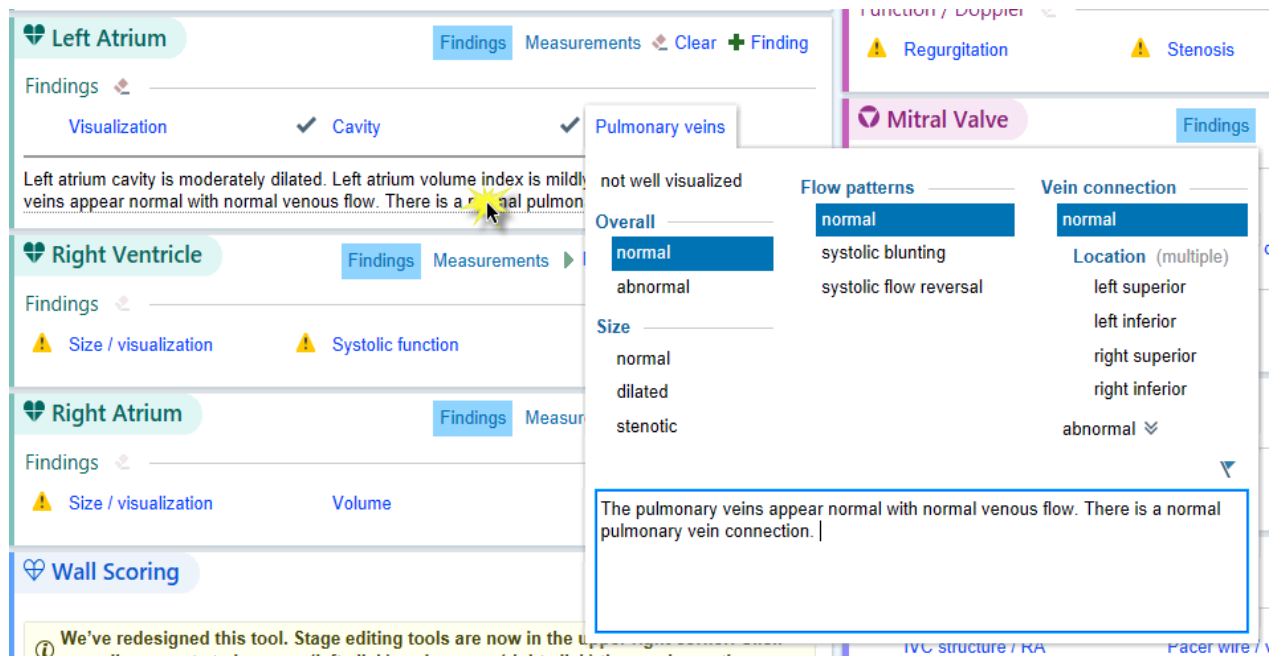 Left Atrium
Findings Measurements Clear Finding
Findings
Visualization Cavity Pulmonary veins
Left atrium cavity is moderately dilated. Left atrium volume index is mildly
veins appear normal with normal venous flow. There is a pulmon
Right Ventricle
Findings Measurements
Findings
Size / visualization Systolic function
Right Atrium
Findings
Findings
Size / visualization Volume
Wall Scoring
We've redesigned this tool. Stage editing tools are now in the
not well visualized
Overall
normal
abnormal
Size
normal
dilated
stenotic
Flow patterns
normal
systolic blunting
systolic flow reversal
Vein connection
normal
Location (multiple)
left superior
left inferior
right superior
right inferior
abnormal
The pulmonary veins appear normal with normal venous flow. There is a normal
pulmonary vein connection.
Function / Doppler
Regurgitation Stenosis
Mitral Valve
Findings
IVC structure / RA Pacer wire /